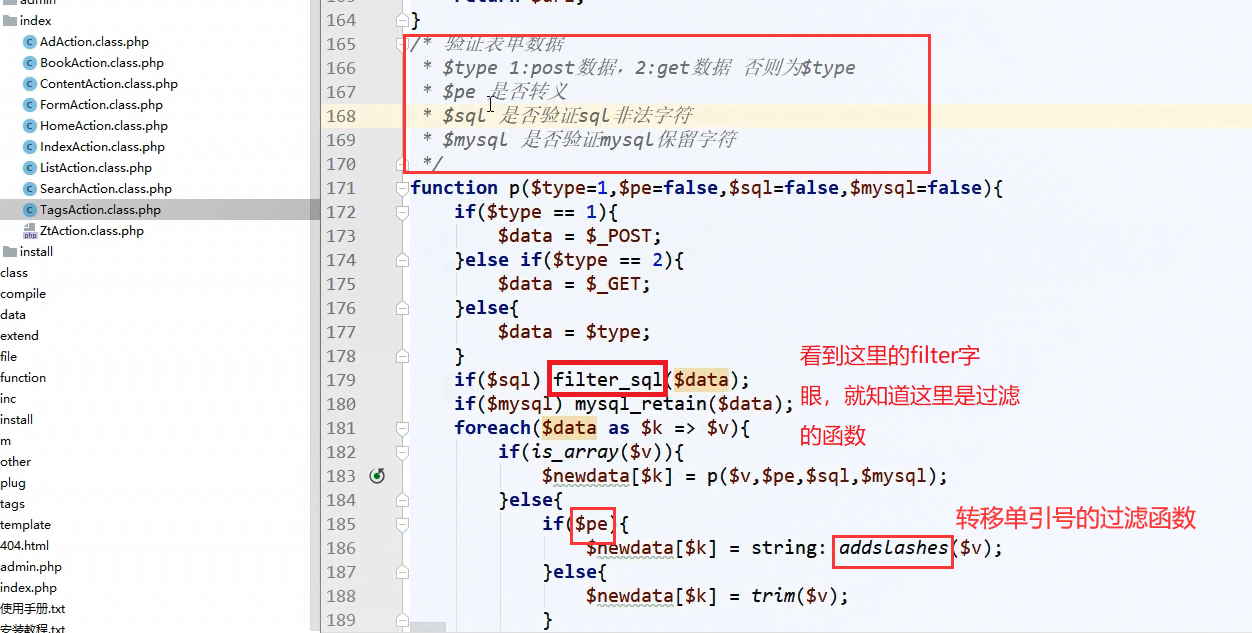 admin
index
AdAction.class.php
BookAction.class.php
ContentAction.class.php
FormAction.class.php
HomeAction.class.php
IndexAction.class.php
ListAction.class.php
SearchAction.class.php
TagsAction.class.php
ZtAction.class.php
install
class
compile
data
extend
file
function
inc
install
m
other
plug
tags
template
404.html
admin.php
index.php
使用手册.txt
安装教程.txt
164 }
165 /* 验证表单数据
166 * $type 1:post数据，2:get数据 否则为$type
167 * $pe 是否转义
168 * $sql 是否验证sql非法字符
169 * $mysql 是否验证mysql保留字符
170 */
171 function p($type=1,$pe=false,$sql=false,$mysql=false){
172 if($type == 1){
173 $data = $_POST;
174 }else if($type == 2){
175 $data = $_GET;
176 }else{
177 $data = $type;
178 }
179 if($sql) filter_sql($data);
180 if($mysql) mysql_retain($data);
181 foreach($data as $k => $v){
182 if(is_array($v)){
183 $newdata[$k] = p($v,$pe,$sql,$mysql);
184 }else{
185 if($pe){
186 $newdata[$k] = string: addslashes($v);
187 }else{
188 $newdata[$k] = trim($v);
189 }
看到这里的filter字
眼，就知道这里是过滤
的函数
转移单引号的过滤函数